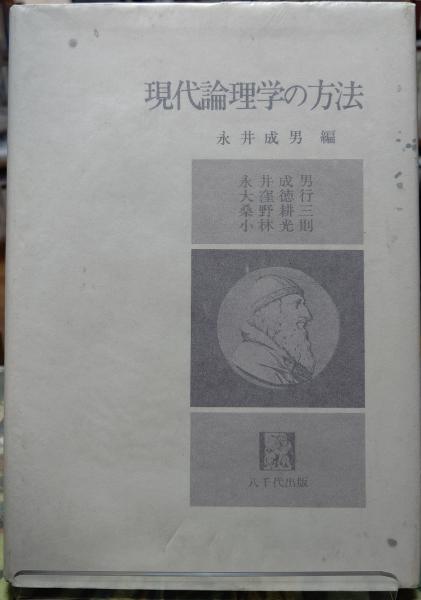 現代論理学の方法
永井成男 編
永井成男
大窪徳行
桑野耕三
小林光則
八千代出版